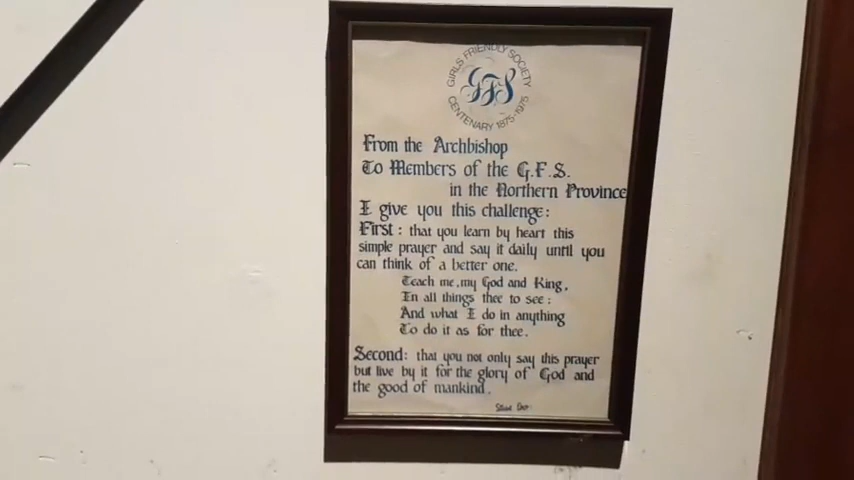 GIRLS FRIENDLY SOCIETY
GFS
CENTENARY 1875-1975
From the Archbishop
To Members of the G.F.S.
in the Northern Province
I give you this challenge:
First: that you learn by heart this
simple prayer and say it daily until you
can think of a better one.
Teach me, my God and King,
In all things thee to see:
And what I do in anything
To do it as for thee.
Second: that you not only say this prayer
but live by it for the glory of God and
the good of mankind.